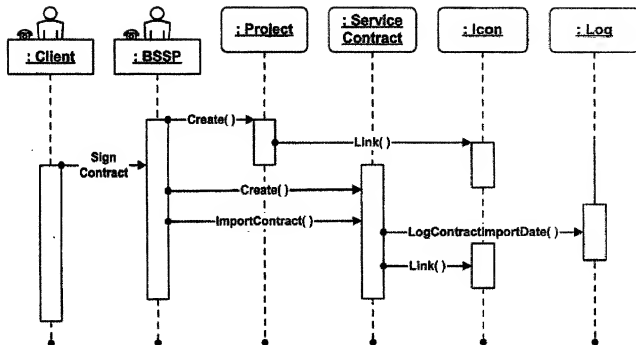 : Client
: BSSP
: Project
: Service
Contract
: Icon
: Log
Create( )
Link( )
Sign
Contract
Create( )
ImportContract( )
LogContractImportDate( )
Link( )